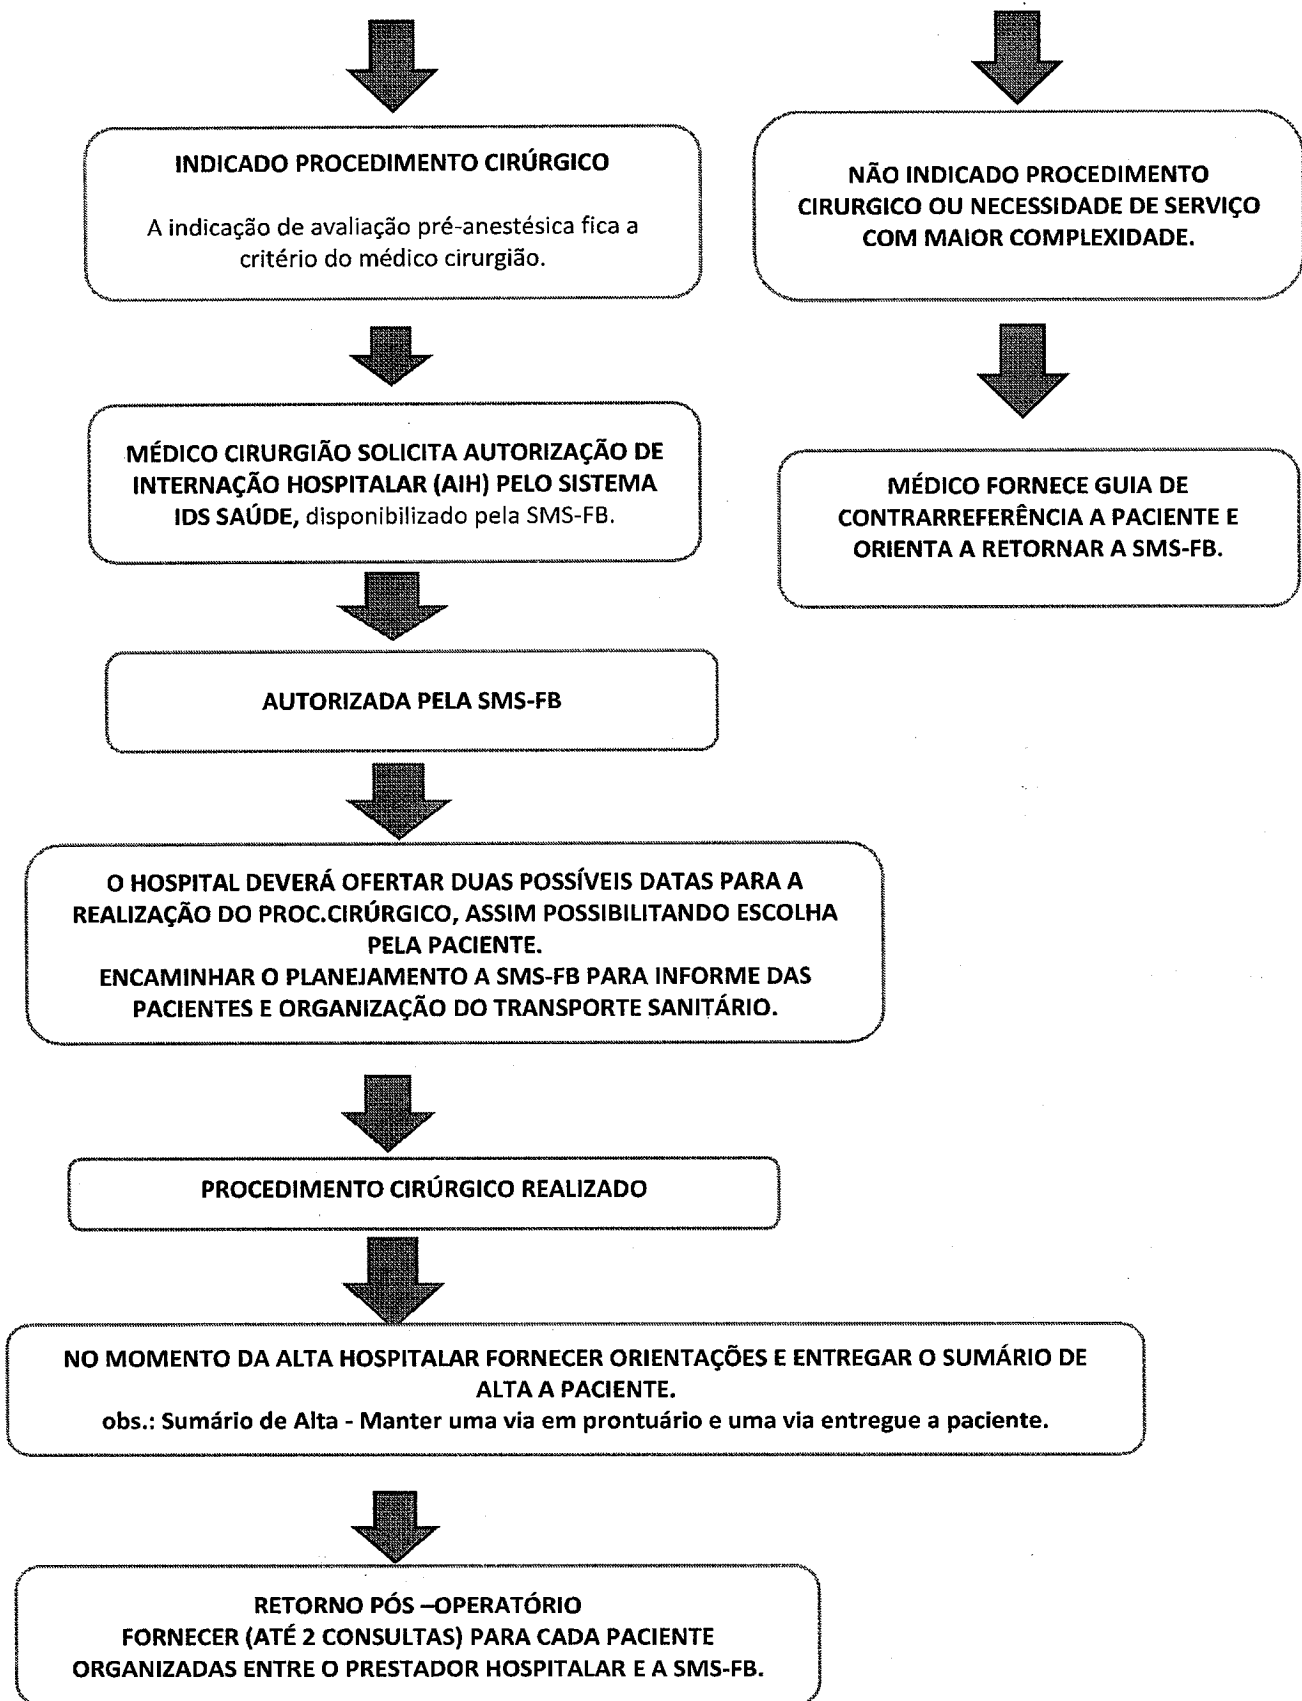 INDICADO PROCEDIMENTO CIRÚRGICO
A indicação de avaliação pré-anestésica fica a
critério do médico cirurgião.
NÃO INDICADO PROCEDIMENTO
CIRURGICO OU NECESSIDADE DE SERVIÇO
COM MAIOR COMPLEXIDADE.
MÉDICO CIRURGIÃO SOLICITA AUTORIZAÇÃO DE
INTERNAÇÃO HOSPITALAR (AIH) PELO SISTEMA
IDS SAÚDE, disponibilizado pela SMS-FB.
MÉDICO FORNECE GUIA DE
CONTRARREFERÊNCIA A PACIENTE E
ORIENTA A RETORNAR A SMS-FB.
AUTORIZADA PELA SMS-FB
O HOSPITAL DEVERÁ OFERTAR DUAS POSSÍVEIS DATAS PARA A
REALIZAÇÃO DO PROC.CIRÚRGICO, ASSIM POSSIBILITANDO ESCOLHA
PELA PACIENTE.
ENCAMINHAR O PLANEJAMENTO A SMS-FB PARA INFORME DAS
PACIENTES E ORGANIZAÇÃO DO TRANSPORTE SANITÁRIO.
PROCEDIMENTO CIRÚRGICO REALIZADO
NO MOMENTO DA ALTA HOSPITALAR FORNECER ORIENTAÇÕES E ENTREGAR O SUMÁRIO DE
ALTA A PACIENTE.
obs.: Sumário de Alta - Manter uma via em prontuário e uma via entregue a paciente.
RETORNO PÓS –OPERATÓRIO
FORNECER (ATÉ 2 CONSULTAS) PARA CADA PACIENTE
ORGANIZADAS ENTRE O PRESTADOR HOSPITALAR E A SMS-FB.